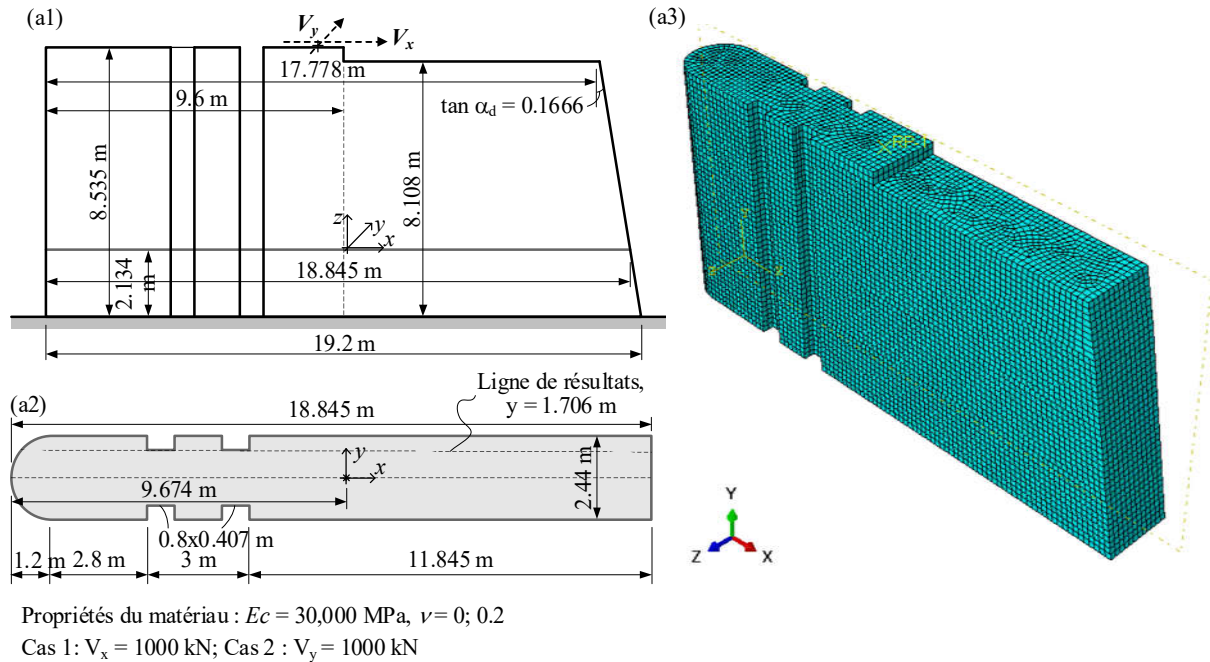 (a1)
V_y
V_x
17.778 m
9.6 m
tan α_d = 0.1666
8.535 m
8.108 m
z
y
x
2.134 m
18.845 m
19.2 m
(a2)
Ligne de résultats,
y = 1.706 m
18.845 m
y
x
2.44 m
9.674 m
0.8x0.407 m
1.2 m
2.8 m
3 m
11.845 m
Propriétés du matériau : Ec = 30,000 MPa, ν = 0; 0.2
Cas 1: V_x = 1000 kN; Cas 2 : V_y = 1000 kN
(a3)
Y
Z
X